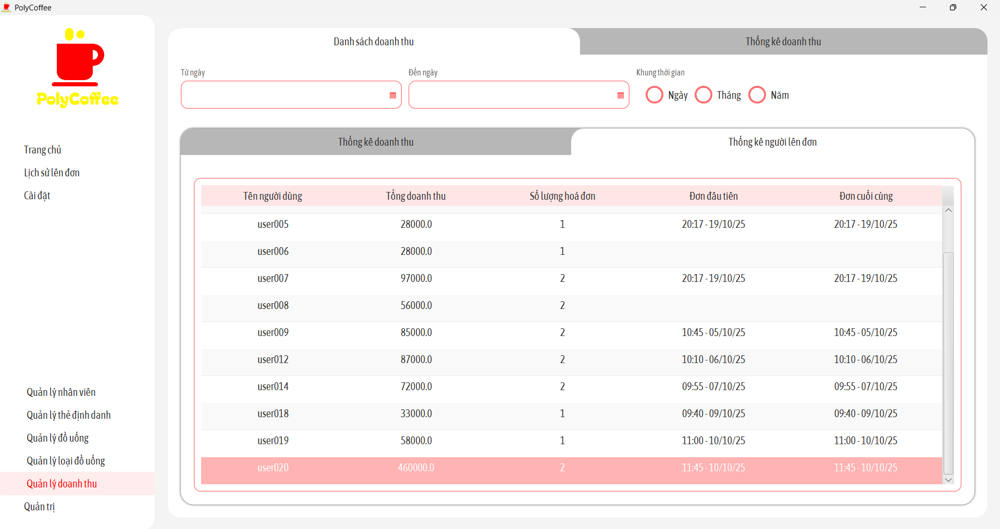 PolyCoffee
PolyCoffee
Trang chủ
Lịch sử lên đơn
Cài đặt
Quản lý nhân viên
Quản lý thẻ định danh
Quản lý đồ uống
Quản lý loại đồ uống
Quản lý doanh thu
Quản trị
Danh sách doanh thu Thống kê doanh thu
Từ ngày Đến ngày Khung thời gian
Ngày Tháng Năm
Thống kê doanh thu Thống kê người lên đơn
Tên người dùng Tổng doanh thu Số lượng hoá đơn Đơn đầu tiên Đơn cuối cùng
user005 28000.0 1 20:17 - 19/10/25 20:17 - 19/10/25
user006 28000.0 1
user007 97000.0 2 20:17 - 19/10/25 20:17 - 19/10/25
user008 56000.0 2
user009 85000.0 2 10:45 - 05/10/25 10:45 - 05/10/25
user012 87000.0 2 10:10 - 06/10/25 10:10 - 06/10/25
user014 72000.0 2 09:55 - 07/10/25 09:55 - 07/10/25
user018 33000.0 1 09:40 - 09/10/25 09:40 - 09/10/25
user019 58000.0 1 11:00 - 10/10/25 11:00 - 10/10/25
user020 460000.0 2 11:45 - 10/10/25 11:45 - 10/10/25